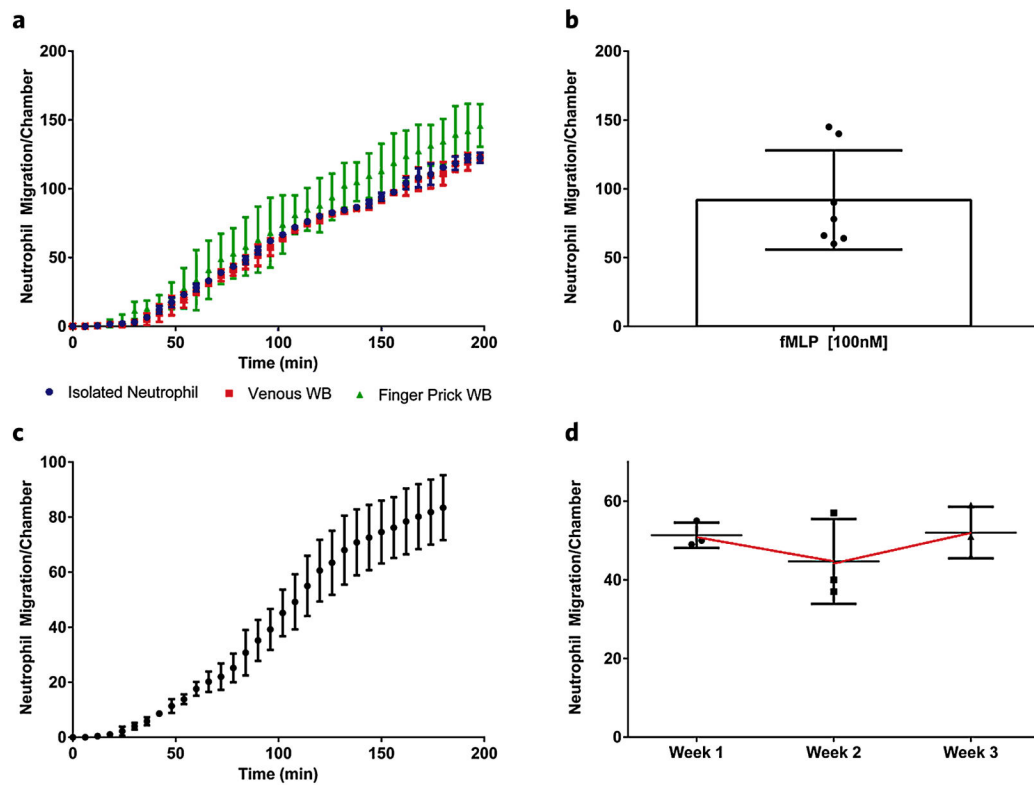 a
200
150
100
50
0
Neutrophil Migration/Chamber
0 50 100 150 200
Time (min)
Isolated Neutrophil Venous WB Finger Prick WB
b
200
150
100
50
0
Neutrophil Migration/Chamber
fMLP [100nM]
c
100
80
60
40
20
0
Neutrophil Migration/Chamber
0 50 100 150 200
Time (min)
d
60
40
20
0
Neutrophil Migration/Chamber
Week 1 Week 2 Week 3